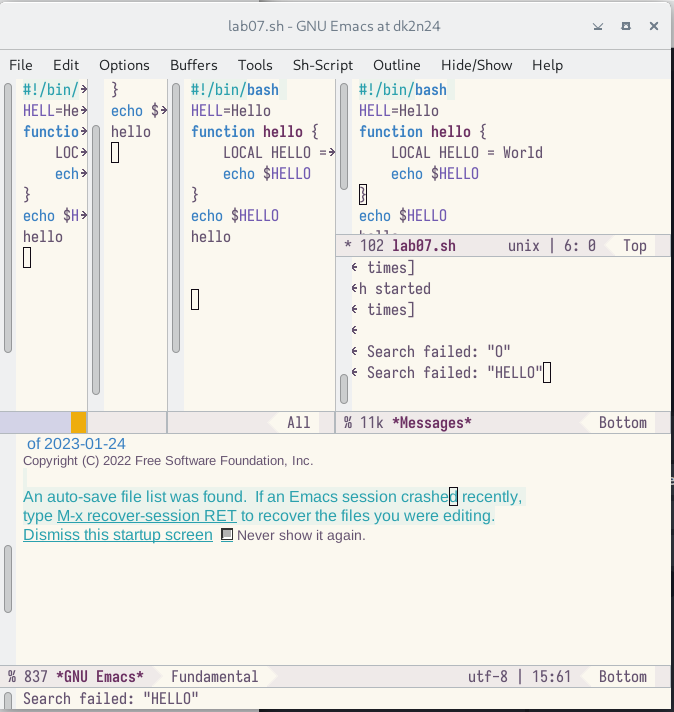 lab07.sh - GNU Emacs at dk2n24
File Edit Options Buffers Tools Sh-Script Outline Hide/Show Help
#!/bin/
HELL=He
functio
LOC
ech
}
echo $H
hello
}
echo $
hello
#!/bin/bash
HELL=Hello
function hello {
LOCAL HELLO =
echo $HELLO
}
echo $HELLO
hello
#!/bin/bash
HELL=Hello
function hello {
LOCAL HELLO = World
echo $HELLO
}
echo $HELLO
* 102 lab07.sh unix | 6: 0 Top
times]
h started
times]
Search failed: "O"
Search failed: "HELLO"
All
% 11k *Messages* Bottom
of 2023-01-24
Copyright (C) 2022 Free Software Foundation, Inc.
An auto-save file list was found. If an Emacs session crashed recently,
type M-x recover-session RET to recover the files you were editing.
Dismiss this startup screen Never show it again.
% 837 *GNU Emacs* Fundamental utf-8 | 15:61 Bottom
Search failed: "HELLO"